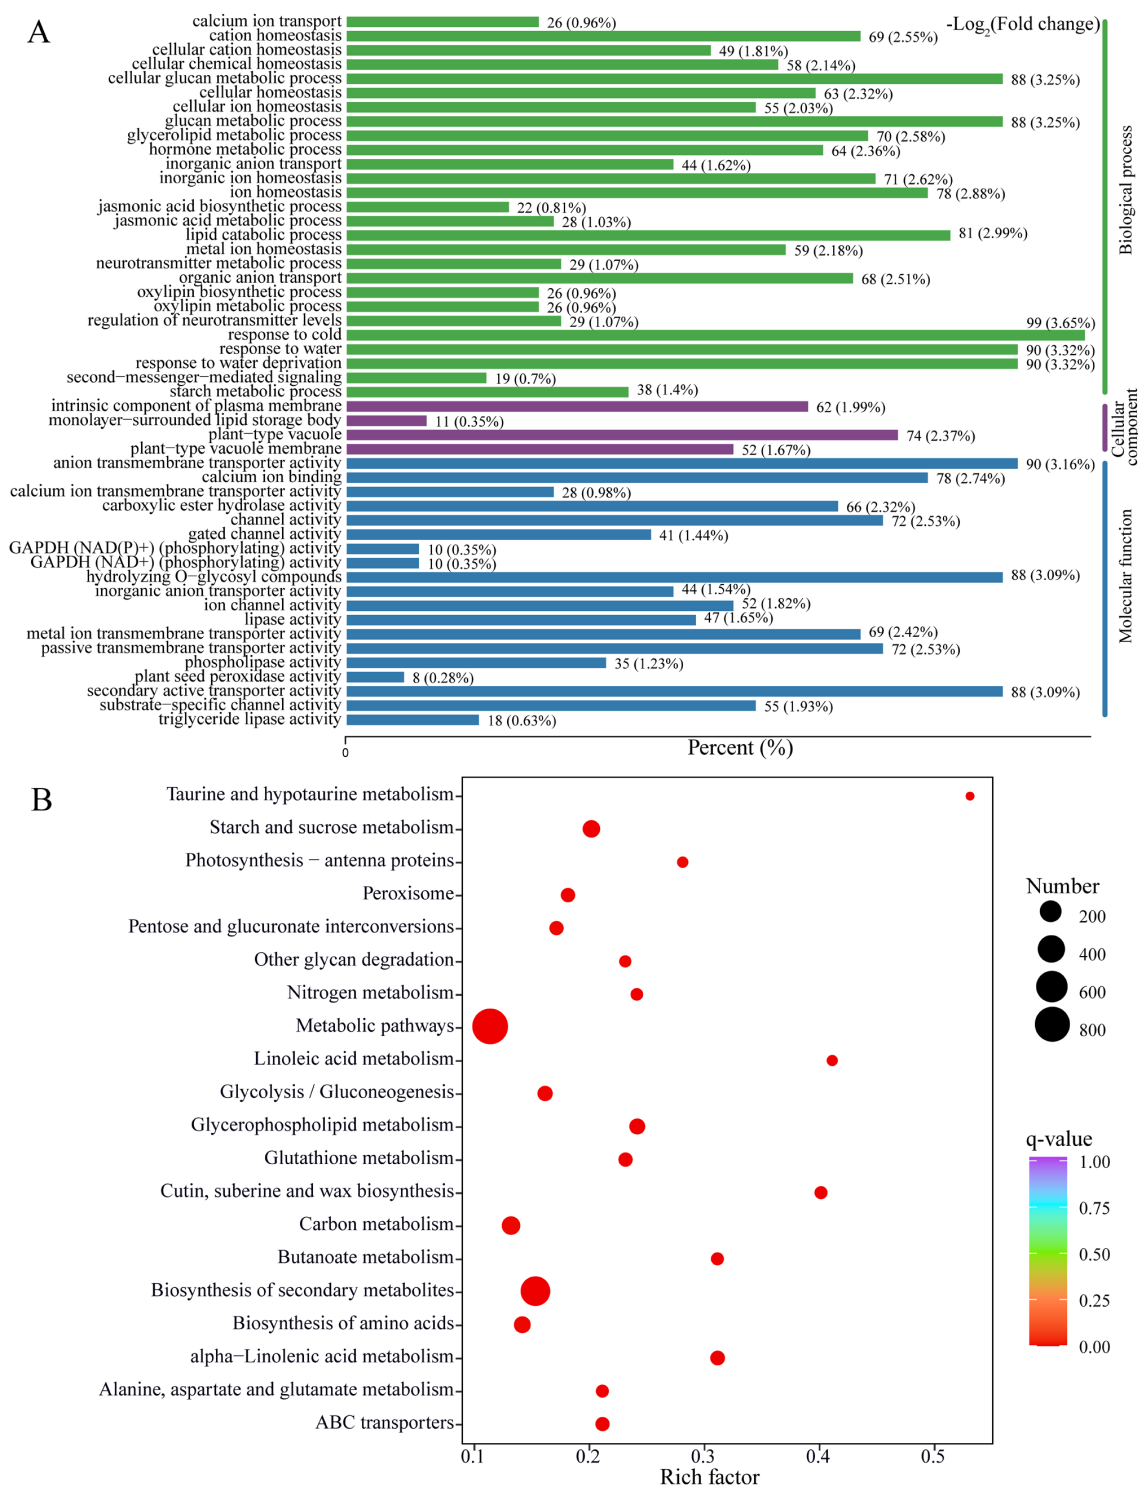 A
-Log2(Fold change)
calcium ion transport 26 (0.96%)
cation homeostasis 69 (2.55%)
cellular cation homeostasis 49 (1.81%)
cellular chemical homeostasis 58 (2.14%)
cellular glucan metabolic process 88 (3.25%)
cellular homeostasis 63 (2.32%)
cellular ion homeostasis 55 (2.03%)
glucan metabolic process 88 (3.25%)
glycerolipid metabolic process 70 (2.58%)
hormone metabolic process 64 (2.36%)
inorganic anion transport 44 (1.62%)
inorganic ion homeostasis 71 (2.62%)
ion homeostasis 78 (2.88%)
jasmonic acid biosynthetic process 22 (0.81%)
jasmonic acid metabolic process 28 (1.03%)
lipid catabolic process 81 (2.99%)
metal ion homeostasis 59 (2.18%)
neurotransmitter metabolic process 29 (1.07%)
organic anion transport 68 (2.51%)
oxylipin biosynthetic process 26 (0.96%)
oxylipin metabolic process 26 (0.96%)
regulation of neurotransmitter levels 29 (1.07%)
response to cold 99 (3.65%)
response to water 90 (3.32%)
response to water deprivation 90 (3.32%)
second−messenger−mediated signaling 19 (0.7%)
starch metabolic process 38 (1.4%)
Biological process
intrinsic component of plasma membrane 62 (1.99%)
monolayer−surrounded lipid storage body 11 (0.35%)
plant−type vacuole 74 (2.37%)
plant−type vacuole membrane 52 (1.67%)
Cellular
component
anion transmembrane transporter activity 90 (3.16%)
calcium ion binding 78 (2.74%)
calcium ion transmembrane transporter activity 28 (0.98%)
carboxylic ester hydrolase activity 66 (2.32%)
channel activity 72 (2.53%)
gated channel activity 41 (1.44%)
GAPDH (NAD(P)+) (phosphorylating) activity 10 (0.35%)
GAPDH (NAD+) (phosphorylating) activity 10 (0.35%)
hydrolyzing O−glycosyl compounds 88 (3.09%)
inorganic anion transporter activity 44 (1.54%)
ion channel activity 52 (1.82%)
lipase activity 47 (1.65%)
metal ion transmembrane transporter activity 69 (2.42%)
passive transmembrane transporter activity 72 (2.53%)
phospholipase activity 35 (1.23%)
plant seed peroxidase activity 8 (0.28%)
secondary active transporter activity 88 (3.09%)
substrate−specific channel activity 55 (1.93%)
triglyceride lipase activity 18 (0.63%)
Molecular function
0
Percent (%)
B
Taurine and hypotaurine metabolism
Starch and sucrose metabolism
Photosynthesis − antenna proteins
Peroxisome
Pentose and glucuronate interconversions
Other glycan degradation
Nitrogen metabolism
Metabolic pathways
Linoleic acid metabolism
Glycolysis / Gluconeogenesis
Glycerophospholipid metabolism
Glutathione metabolism
Cutin, suberine and wax biosynthesis
Carbon metabolism
Butanoate metabolism
Biosynthesis of secondary metabolites
Biosynthesis of amino acids
alpha−Linolenic acid metabolism
Alanine, aspartate and glutamate metabolism
ABC transporters
0.1 0.2 0.3 0.4 0.5
Rich factor
Number
200
400
600
800
q-value
1.00
0.75
0.50
0.25
0.00